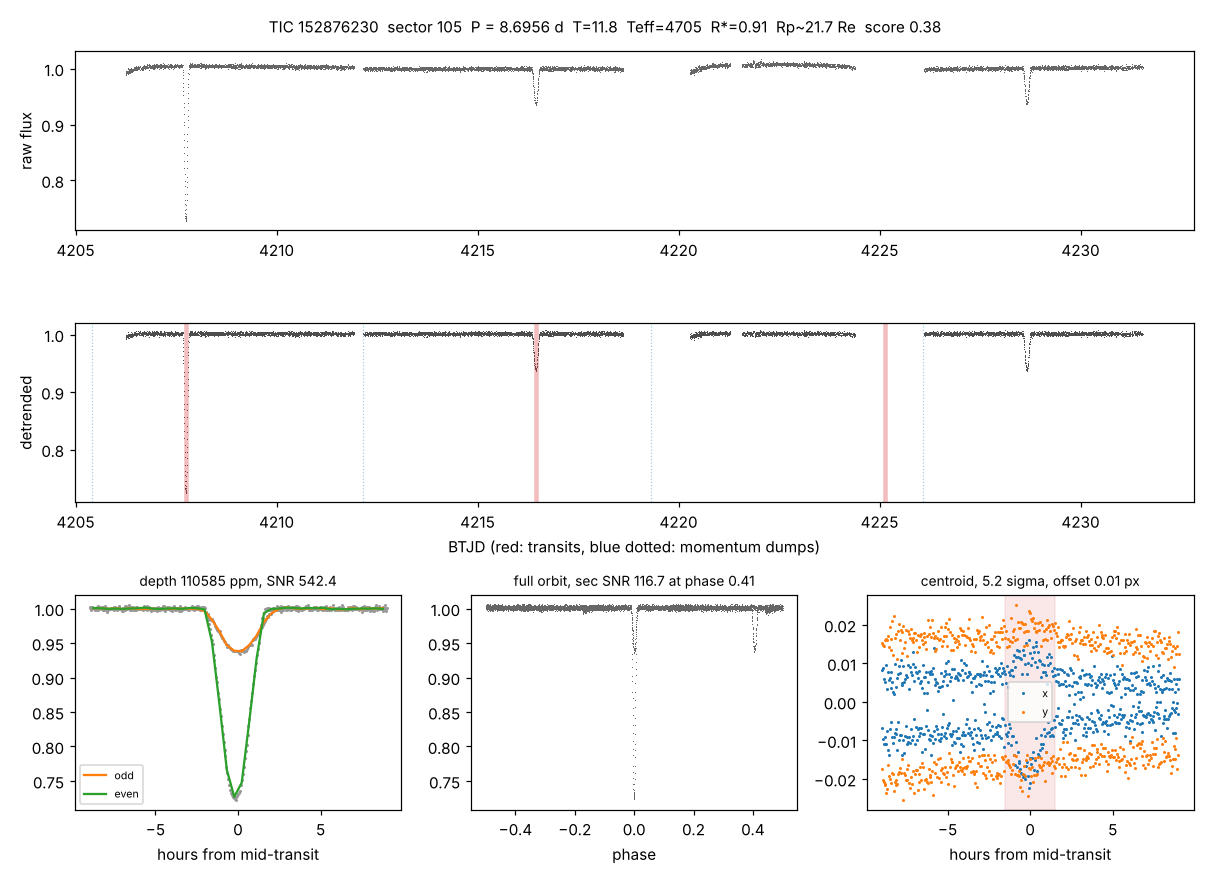 TIC 152876230  sector 105  P = 8.6956 d  T=11.8  Teff=4705  R*=0.91  Rp~21.7 Re  score 0.38
raw flux
1.0
0.9
0.8
4205 4210 4215 4220 4225 4230
detrended
1.0
0.9
0.8
4205 4210 4215 4220 4225 4230
BTJD (red: transits, blue dotted: momentum dumps)
depth 110585 ppm, SNR 542.4
1.00
0.95
0.90
0.85
0.80
0.75
odd
even
−5 0 5
hours from mid-transit
full orbit, sec SNR 116.7 at phase 0.41
1.00
0.95
0.90
0.85
0.80
0.75
−0.4 −0.2 0.0 0.2 0.4
phase
centroid, 5.2 sigma, offset 0.01 px
0.02
0.01
0.00
−0.01
−0.02
x
y
−5 0 5
hours from mid-transit